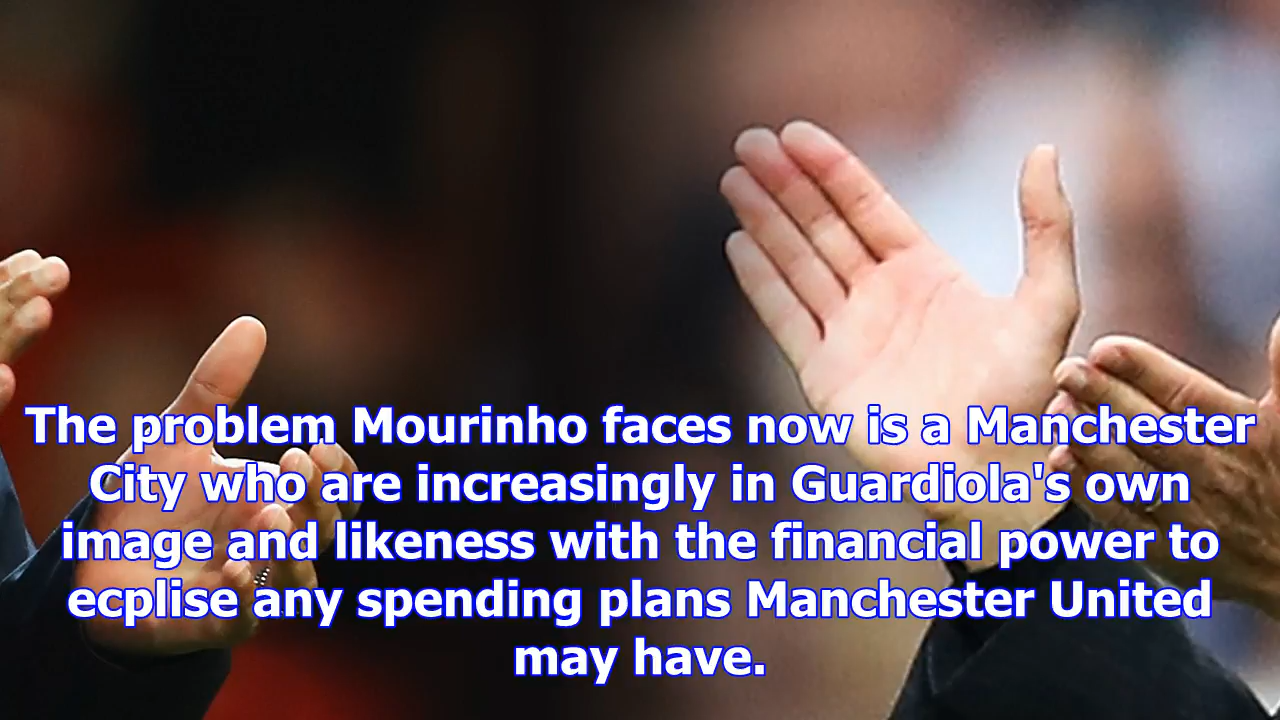 The problem Mourinho faces now is a Manchester
City who are increasingly in Guardiola's own
image and likeness with the financial power to
ecplise any spending plans Manchester United
may have.